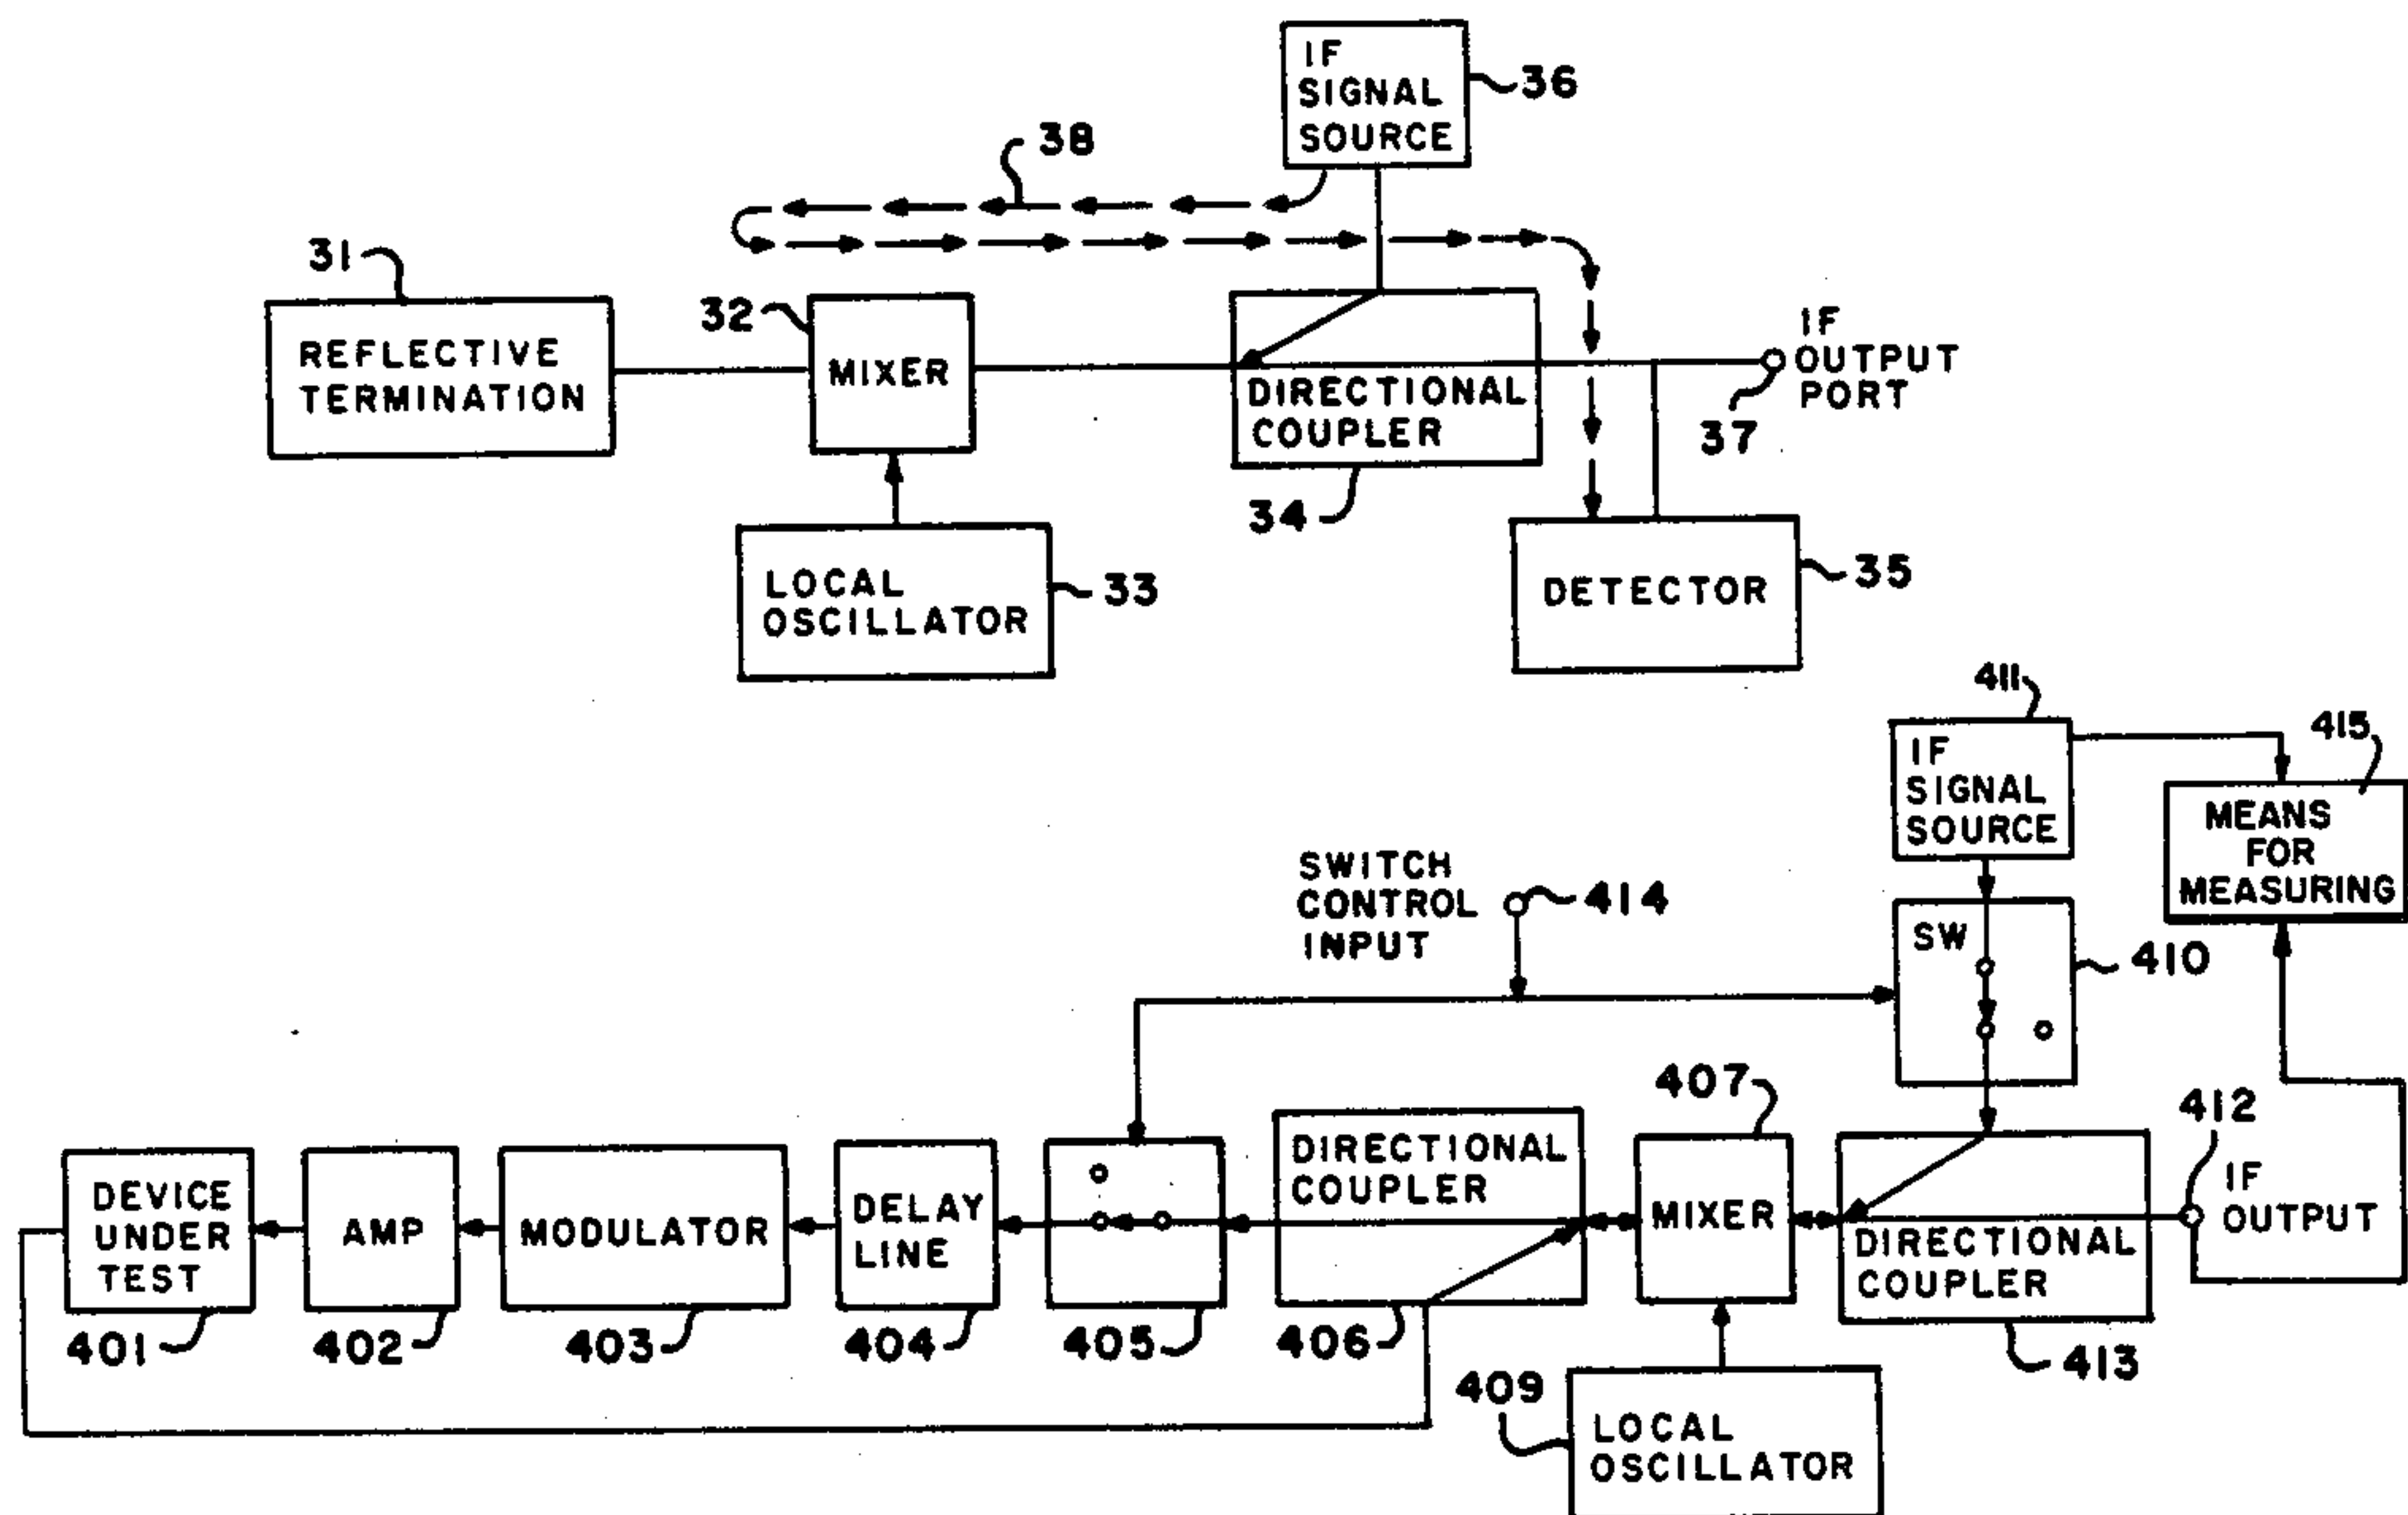 IF
SIGNAL
SOURCE
36
38
31
REFLECTIVE
TERMINATION
32
MIXER
LOCAL
OSCILLATOR
33
DIRECTIONAL
COUPLER
34
IF
OUTPUT
PORT
37
DETECTOR
35
411
IF
SIGNAL
SOURCE
415
MEANS
FOR
MEASURING
SWITCH
CONTROL
INPUT
414
SW
410
DEVICE
UNDER
TEST
401
AMP
402
MODULATOR
403
DELAY
LINE
404
405
DIRECTIONAL
COUPLER
406
407
MIXER
409
LOCAL
OSCILLATOR
DIRECTIONAL
COUPLER
413
412
IF
OUTPUT